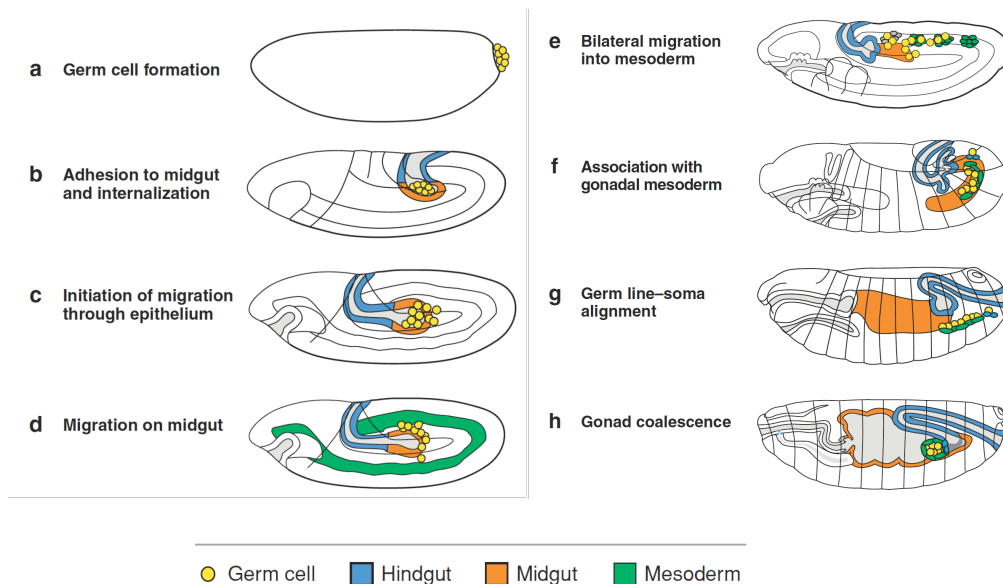 a Germ cell formation
b Adhesion to midgut
and internalization
c Initiation of migration
through epithelium
d Migration on midgut
e Bilateral migration
into mesoderm
f Association with
gonadal mesoderm
g Germ line–soma
alignment
h Gonad coalescence
Germ cell Hindgut Midgut Mesoderm